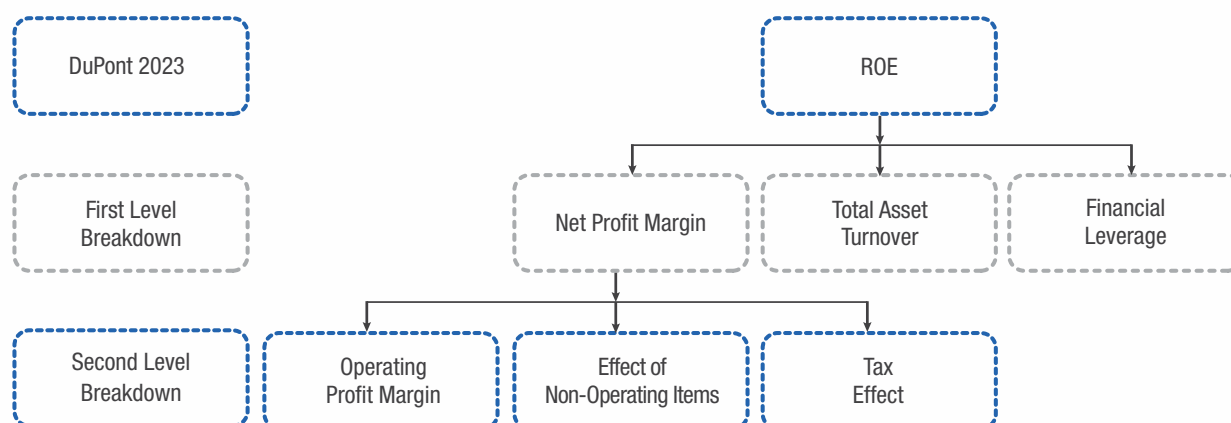 DuPont 2023
ROE
First Level
Breakdown
Net Profit Margin
Total Asset
Turnover
Financial
Leverage
Second Level
Breakdown
Operating
Profit Margin
Effect of
Non-Operating Items
Tax
Effect